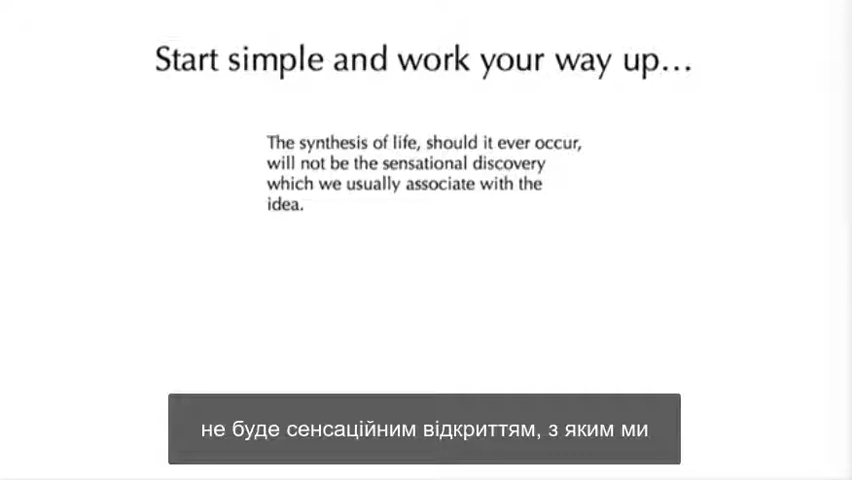 Start simple and work your way up…
The synthesis of life, should it ever occur,
will not be the sensational discovery
which we usually associate with the
idea.
не буде сенсаційним відкриттям, з яким ми